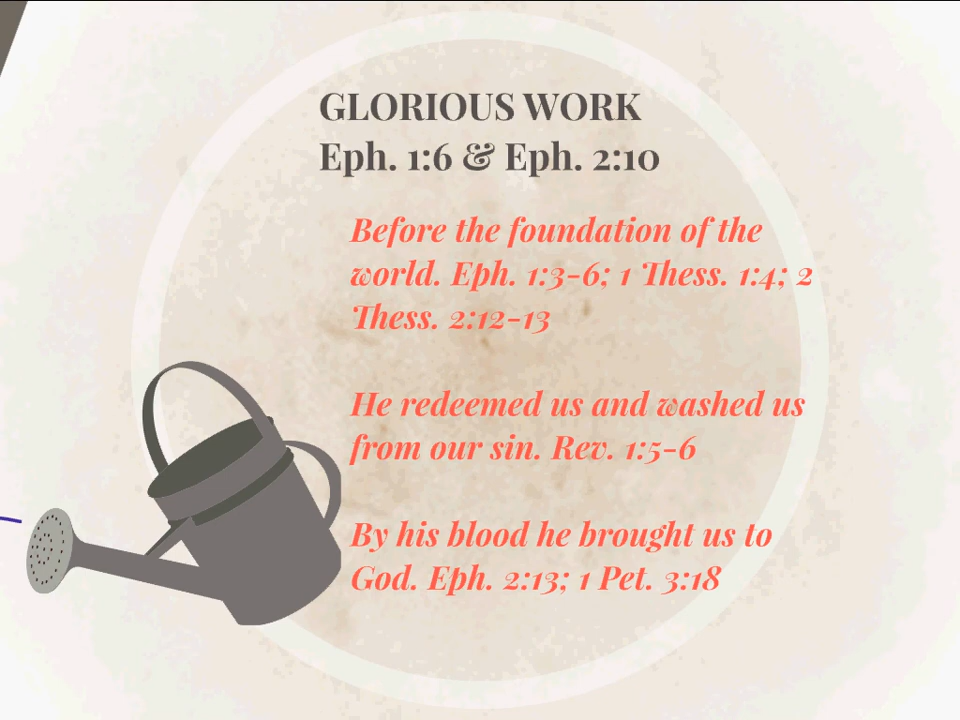 GLORIOUS WORK
Eph. 1:6 & Eph. 2:10
Before the foundation of the
world. Eph. 1:3-6; 1 Thess. 1:4; 2
Thess. 2:12-13
He redeemed us and washed us
from our sin. Rev. 1:5-6
By his blood he brought us to
God. Eph. 2:13; 1 Pet. 3:18